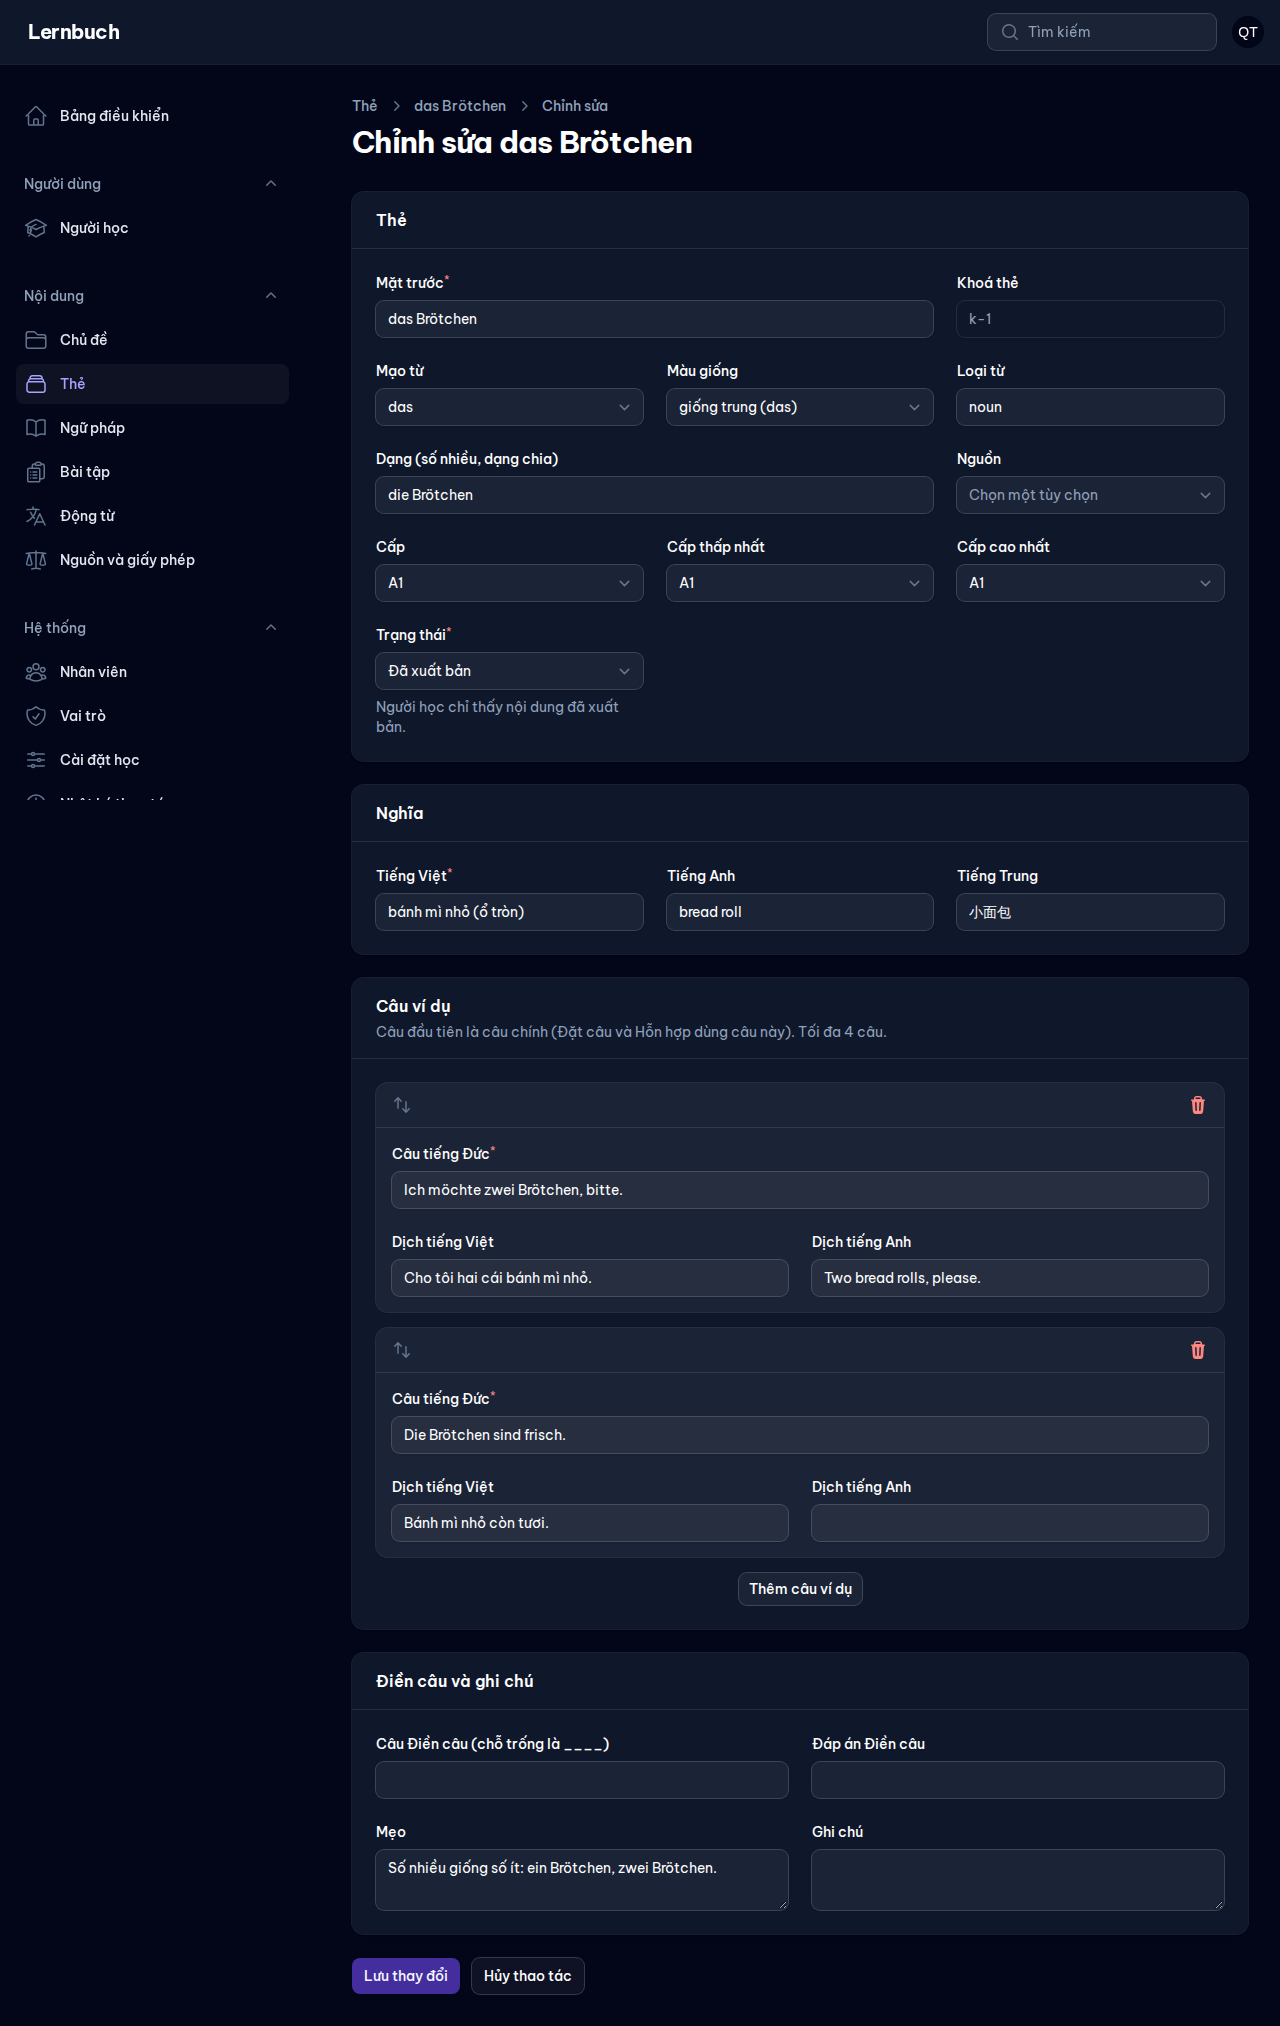 Lernbuch
Tìm kiếm
QT
Bảng điều khiển
Người dùng
Người học
Nội dung
Chủ đề
Thẻ
Ngữ pháp
Bài tập
Động từ
Nguồn và giấy phép
Hệ thống
Nhân viên
Vai trò
Cài đặt học
Thẻ > das Brötchen > Chỉnh sửa
Chỉnh sửa das Brötchen
Thẻ
Mặt trước* Khoá thẻ
das Brötchen k-1
Mạo từ Màu giống Loại từ
das giống trung (das) noun
Dạng (số nhiều, dạng chia) Nguồn
die Brötchen Chọn một tùy chọn
Cấp Cấp thấp nhất Cấp cao nhất
A1 A1 A1
Trạng thái*
Đã xuất bản
Người học chỉ thấy nội dung đã xuất
bản.
Nghĩa
Tiếng Việt* Tiếng Anh Tiếng Trung
bánh mì nhỏ (ổ tròn) bread roll 小面包
Câu ví dụ
Câu đầu tiên là câu chính (Đặt câu và Hỗn hợp dùng câu này). Tối đa 4 câu.
Câu tiếng Đức*
Ich möchte zwei Brötchen, bitte.
Dịch tiếng Việt Dịch tiếng Anh
Cho tôi hai cái bánh mì nhỏ. Two bread rolls, please.
Câu tiếng Đức*
Die Brötchen sind frisch.
Dịch tiếng Việt Dịch tiếng Anh
Bánh mì nhỏ còn tươi.
Thêm câu ví dụ
Điền câu và ghi chú
Câu Điền câu (chỗ trống là ____) Đáp án Điền câu
Mẹo Ghi chú
Số nhiều giống số ít: ein Brötchen, zwei Brötchen.
Lưu thay đổi Hủy thao tác